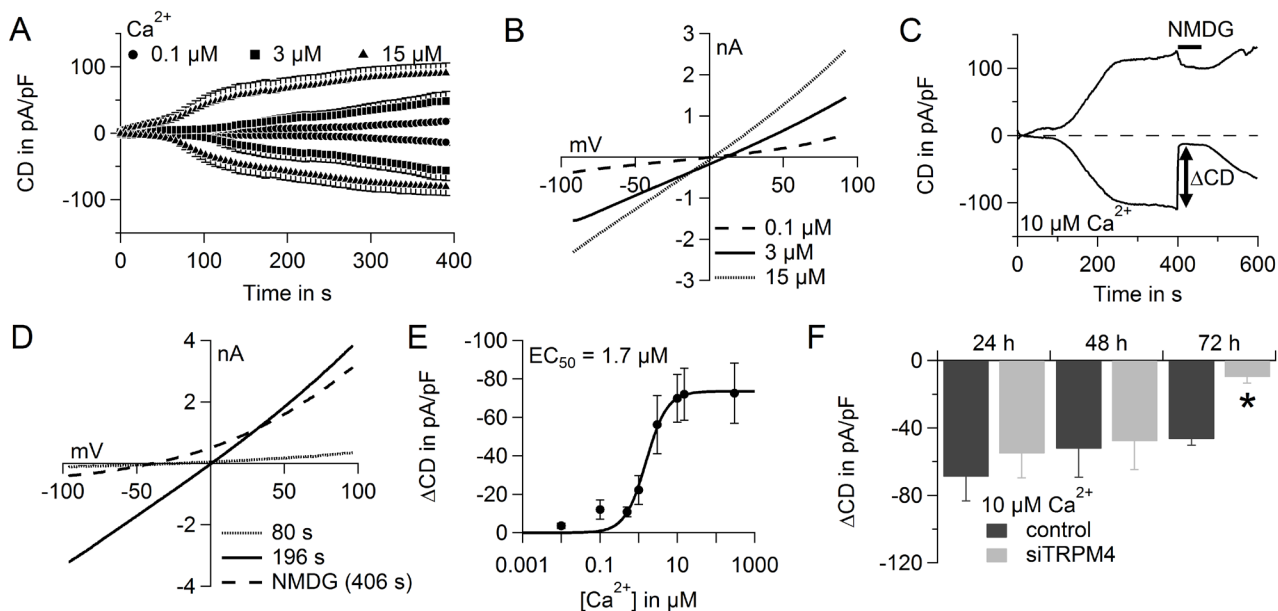 A
Ca²⁺
● 0.1 µM ■ 3 µM ▲ 15 µM
CD in pA/pF
100
0
-100
0 100 200 300 400
Time in s
B
nA
mV
3
2
1
-1
-2
-3
-100 -50 50 100
0.1 µM
3 µM
15 µM
C
NMDG
CD in pA/pF
100
50
0
-50
-100
ΔCD
10 µM Ca²⁺
0 200 400 600
Time in s
D
nA
mV
4
2
-2
-4
-100 -50 50 100
80 s
196 s
NMDG (406 s)
E
EC₅₀ = 1.7 µM
ΔCD in pA/pF
-100
-80
-60
-40
-20
0
0.001 0.1 10 1000
[Ca²⁺] in µM
F
24 h 48 h 72 h
ΔCD in pA/pF
0
-40
-80
-120
*
10 µM Ca²⁺
control
siTRPM4